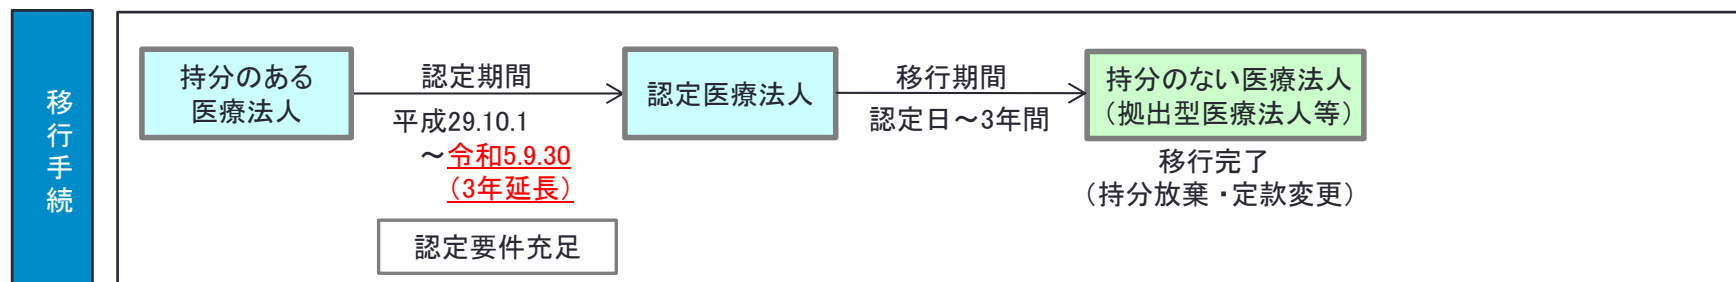 移行手続
持分のある
医療法人
認定期間
平成29.10.1
～令和5.9.30
（3年延長）
認定要件充足
認定医療法人
移行期間
認定日～3年間
持分のない医療法人
（拠出型医療法人等）
移行完了
（持分放棄・定款変更）